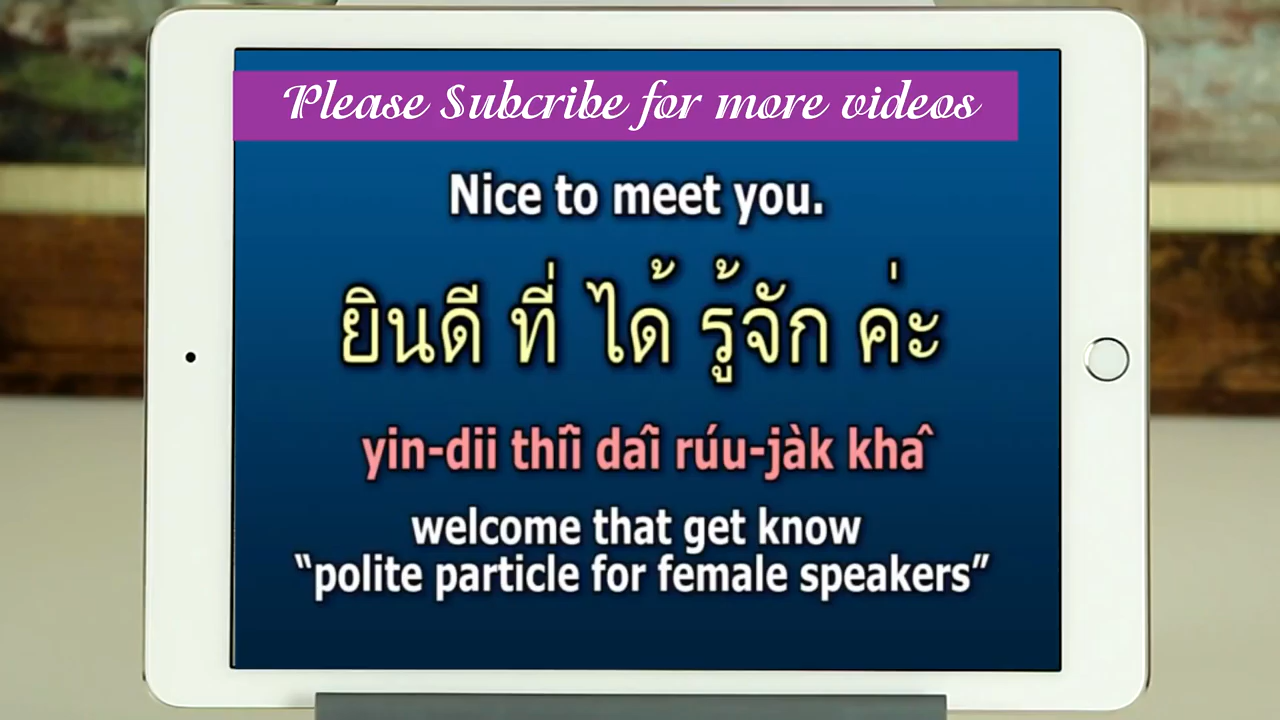 Please Subcribe for more videos
Nice to meet you.
ยินดี ที่ ได้ รู้จัก ค่ะ
yin-dii thîi daî rúu-jàk khâ
welcome that get know
“polite particle for female speakers”